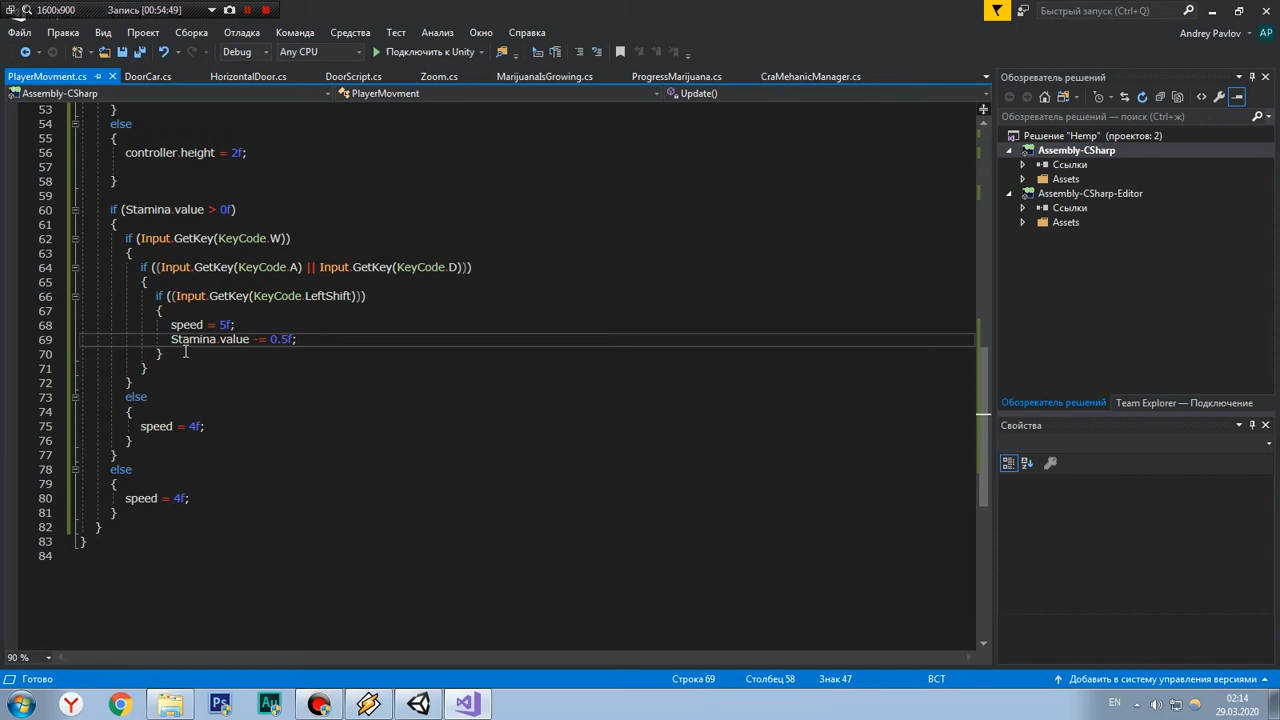 1600x900 Запись [00:54:49]
Быстрый запуск (Ctrl+Q)
Файл Правка Вид Проект Сборка Отладка Команда Средства Тест Анализ Окно Справка
Andrey Pavlov AP
Debug Any CPU Подключить к Unity
PlayerMovment.cs DoorCar.cs HorizontalDoor.cs DoorScript.cs Zoom.cs MarijuanaIsGrowing.cs ProgressMarijuana.cs CraMehanicManager.cs
Assembly-CSharp PlayerMovment Update()
53 }
54 else
55 {
56 controller.height = 2f;
57
58 }
59
60 if (Stamina.value > 0f)
61 {
62 if (Input.GetKey(KeyCode.W))
63 {
64 if ((Input.GetKey(KeyCode.A) || Input.GetKey(KeyCode.D)))
65 {
66 if ((Input.GetKey(KeyCode.LeftShift)))
67 {
68 speed = 5f;
69 Stamina.value -= 0.5f;
70 }
71 }
72 }
73 else
74 {
75 speed = 4f;
76 }
77 }
78 else
79 {
80 speed = 4f;
81 }
82 }
83 }
84
90 %
Обозреватель решений
Обозреватель решений — поиск (Ctrl+ж)
Решение "Hemp" (проектов: 2)
Assembly-CSharp
Ссылки
Assets
Assembly-CSharp-Editor
Ссылки
Assets
Обозреватель решений Team Explorer — Подключение
Свойства
Готово Строка 69 Столбец 58 Знак 47 ВСТ Добавить в систему управления версиями
Ps Au EN 02:14
29.03.2020